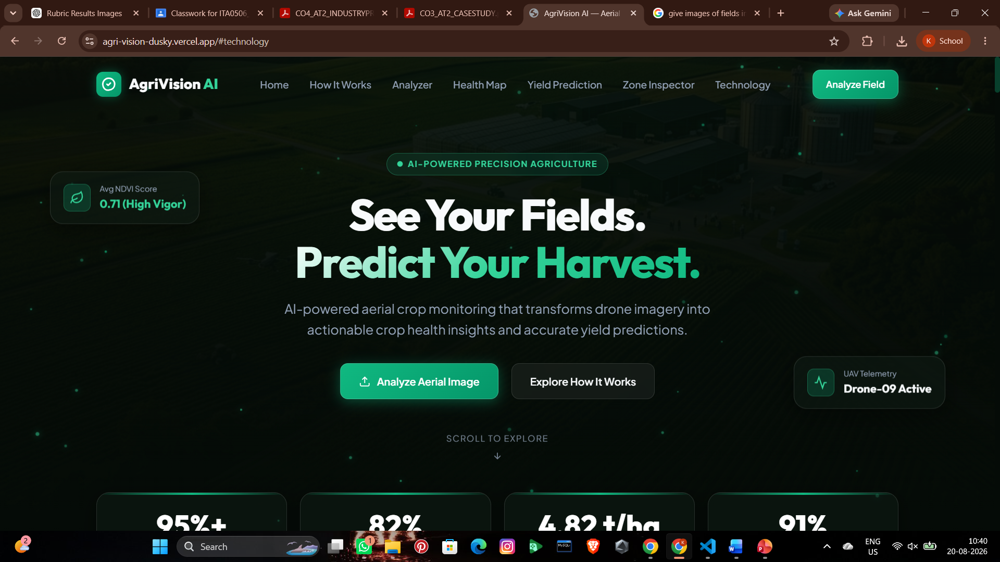 Rubric Results Images
Classwork for ITA0506_
CO4_AT2_INDUSTRYPR
CO3_AT2_CASESTUDY.
AgriVision AI — Aerial
give images of fields in
Ask Gemini
agri-vision-dusky.vercel.app/#technology
K School
AgriVision AI
Home
How It Works
Analyzer
Health Map
Yield Prediction
Zone Inspector
Technology
Analyze Field
AI-POWERED PRECISION AGRICULTURE
Avg NDVI Score
0.71 (High Vigor)
See Your Fields.
Predict Your Harvest.
AI-powered aerial crop monitoring that transforms drone imagery into
actionable crop health insights and accurate yield predictions.
Analyze Aerial Image
Explore How It Works
UAV Telemetry
Drone-09 Active
SCROLL TO EXPLORE
95%+
82%
4.82 t/ha
91%
2
Search
1
MySQL
K
ENG
US
10:40
20-08-2026